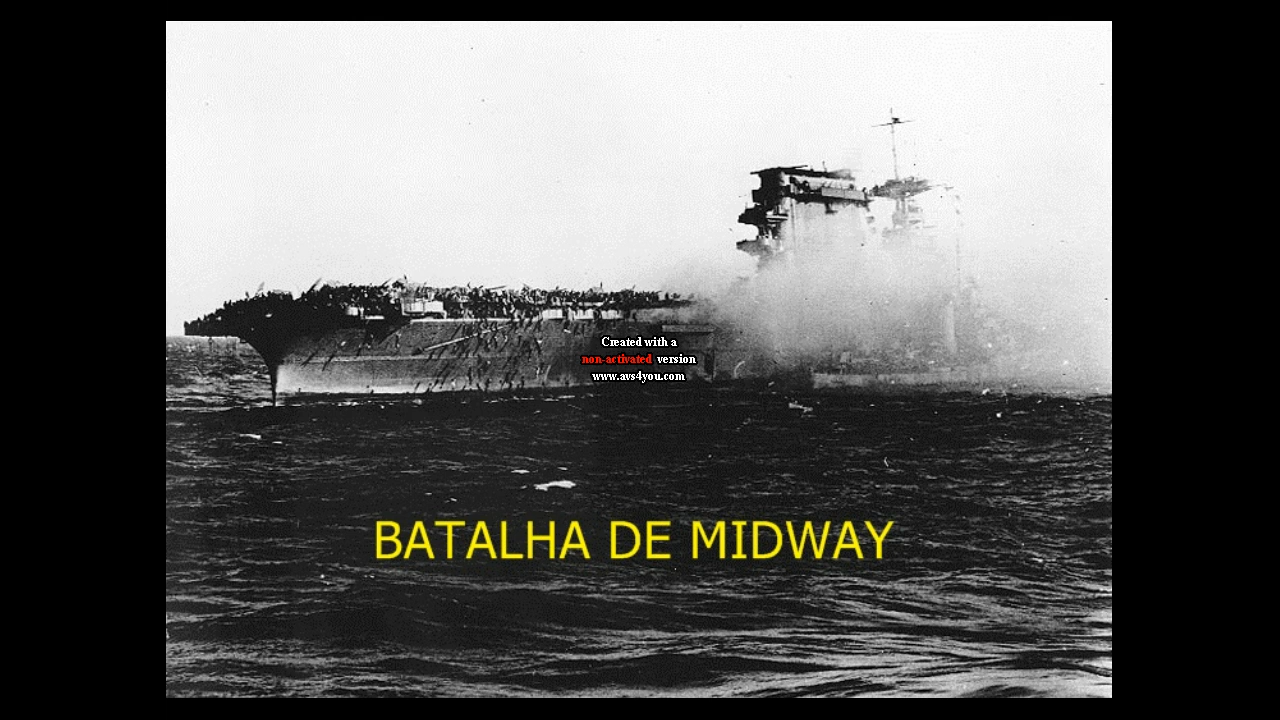 Created with a
non-activated version
www.avs4you.com
BATALHA DE MIDWAY